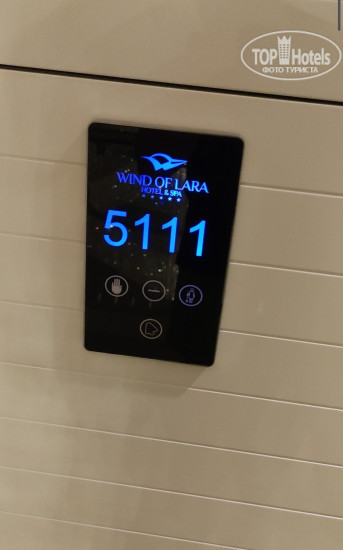 TOP Hotels
ФОТО ТУРИСТА
WIND OF LARA
HOTEL & SPA
5111